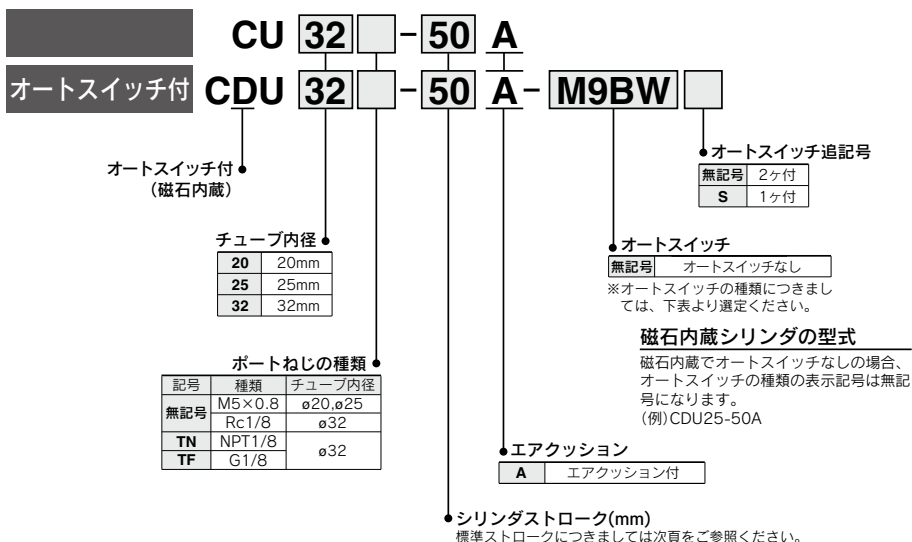 CU 32 -50 A
オートスイッチ付 CDU 32 -50 A-M9BW
オートスイッチ付
(磁石内蔵)
オートスイッチ追記号
無記号 2ヶ付
S 1ヶ付
チューブ内径
20 20mm
25 25mm
32 32mm
オートスイッチ
無記号 オートスイッチなし
※オートスイッチの種類につきまし
ては、下表より選定ください。
磁石内蔵シリンダの型式
磁石内蔵でオートスイッチなしの場合、
オートスイッチの種類の表示記号は無記
号になります。
(例)CDU25-50A
ポートねじの種類
記号 種類 チューブ内径
無記号 M5×0.8 ø20,ø25
Rc1/8 ø32
TN NPT1/8 ø32
TF G1/8
エアクッション
A エアクッション付
シリンダストローク(mm)
標準ストロークにつきましては次頁をご参照ください。